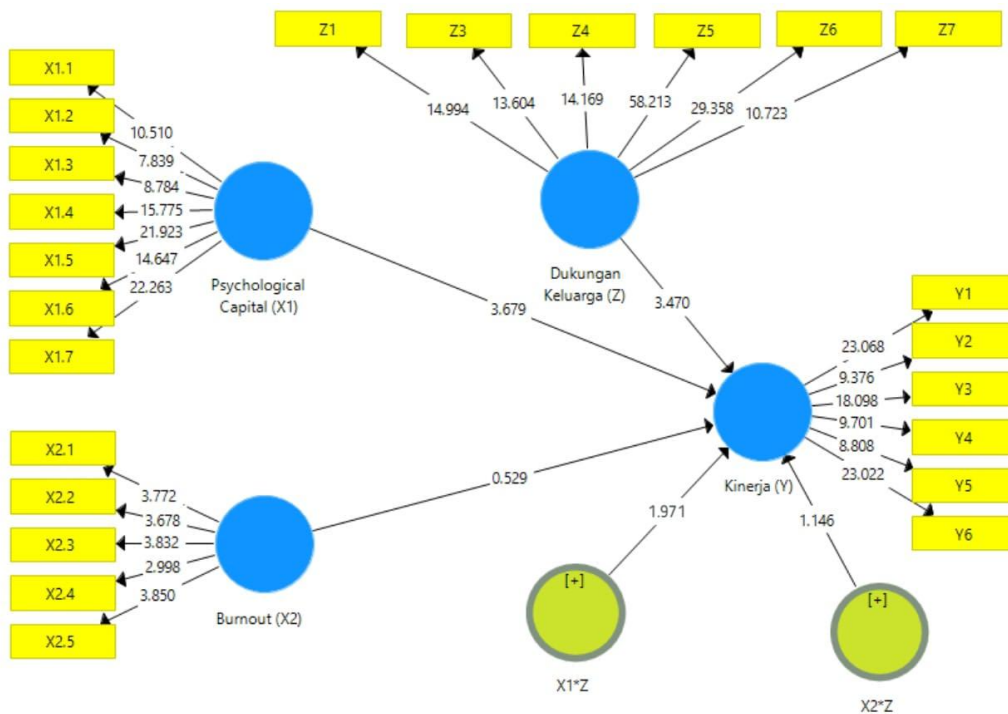 Z1
Z3
Z4
Z5
Z6
Z7
14.994
13.604
14.169
58.213
29.358
10.723
X1.1
X1.2
X1.3
X1.4
X1.5
X1.6
X1.7
10.510
7.839
8.784
15.775
21.923
14.647
22.263
Psychological
Capital (X1)
Dukungan
Keluarga (Z)
3.679
3.470
Y1
Y2
Y3
Y4
Y5
Y6
23.068
9.376
18.098
9.701
8.808
23.022
Kinerja (Y)
X2.1
X2.2
X2.3
X2.4
X2.5
3.772
3.678
3.832
2.998
3.850
Burnout (X2)
0.529
1.971
1.146
[+]
X1*Z
[+]
X2*Z